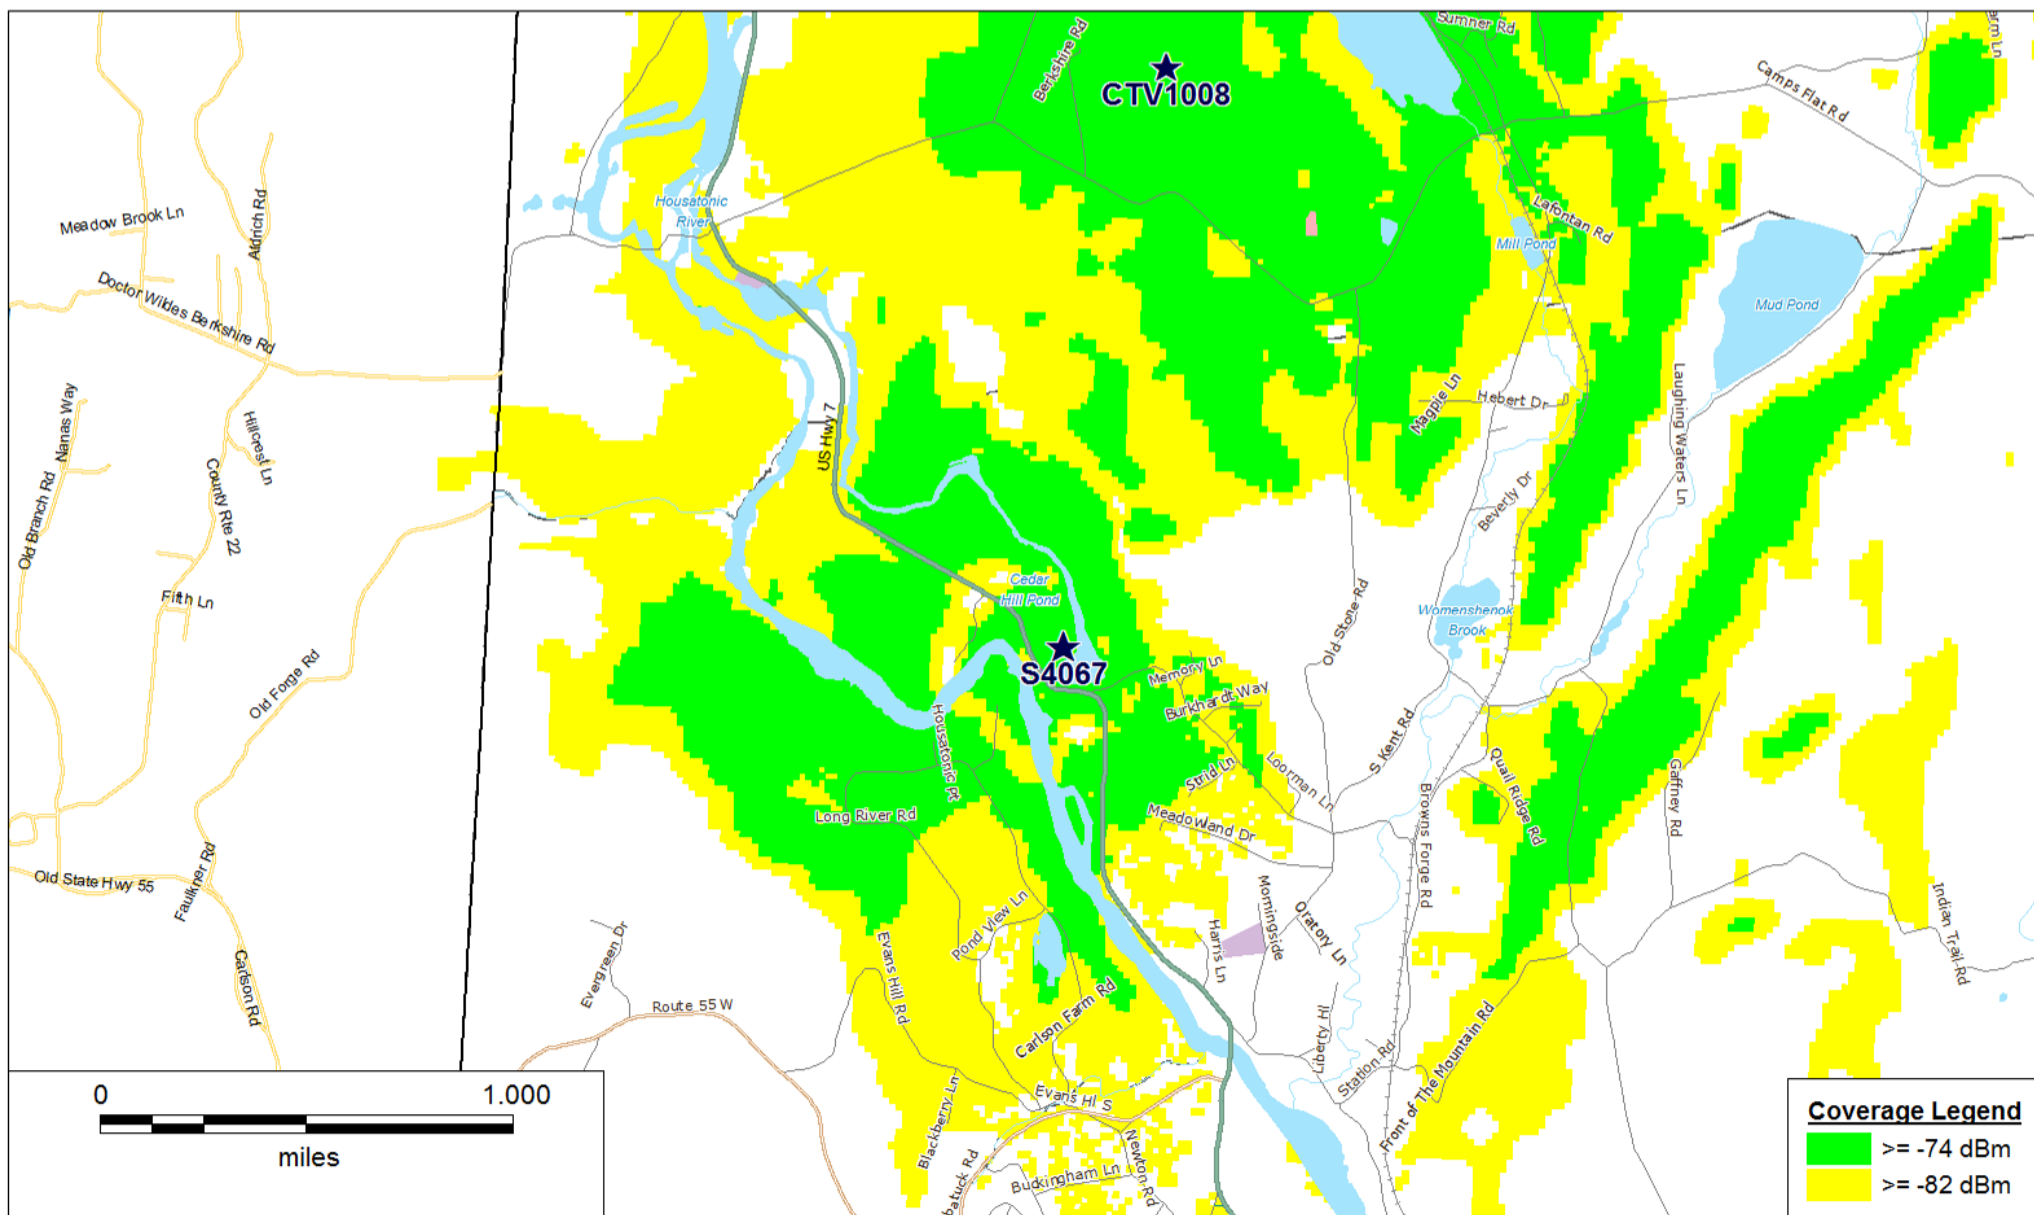 Sumner Rd
Berkshire Rd
CTV1008
Camps Flat Rd
Meadow Brook Ln
Aldrich Rd
Housatonic
River
Lafontan Rd
Mill Pond
Doctor Wildes Berkshire Rd
Mud Pond
Nanas Way
Hillcrest Ln
US Hwy 7
Magpie Ln
Hebert Dr
Laughing Waters Ln
Old Branch Rd
County Rte 22
Beverly Dr
Fifth Ln
Cedar
Hill Pond
Old Stone Rd
Womenshenok
Brook
S4067
Memory Ln
Burkhardt Way
Old Forge Rd
Housatonic Pt
S Kent Rd
Strid Ln
Loorman Ln
Quail Ridge Rd
Gaffney Rd
Long River Rd
Meadowland Dr
Browns Forge Rd
Old State Hwy 55
Faulkner Rd
Pond View Ln
Morningside
Oratory Ln
Harris Ln
Indian Trail Rd
Evergreen Dr
Evans Hill Rd
Carlson Rd
Route 55 W
Carlson Farm Rd
Liberty Hl
Station Rd
Front of The Mountain Rd
Blackberry Ln
Evans Hl S
Newton Rd
Buckingham Ln
batuck Rd
arm Ln
0
1.000
miles
Coverage Legend
>= -74 dBm
>= -82 dBm